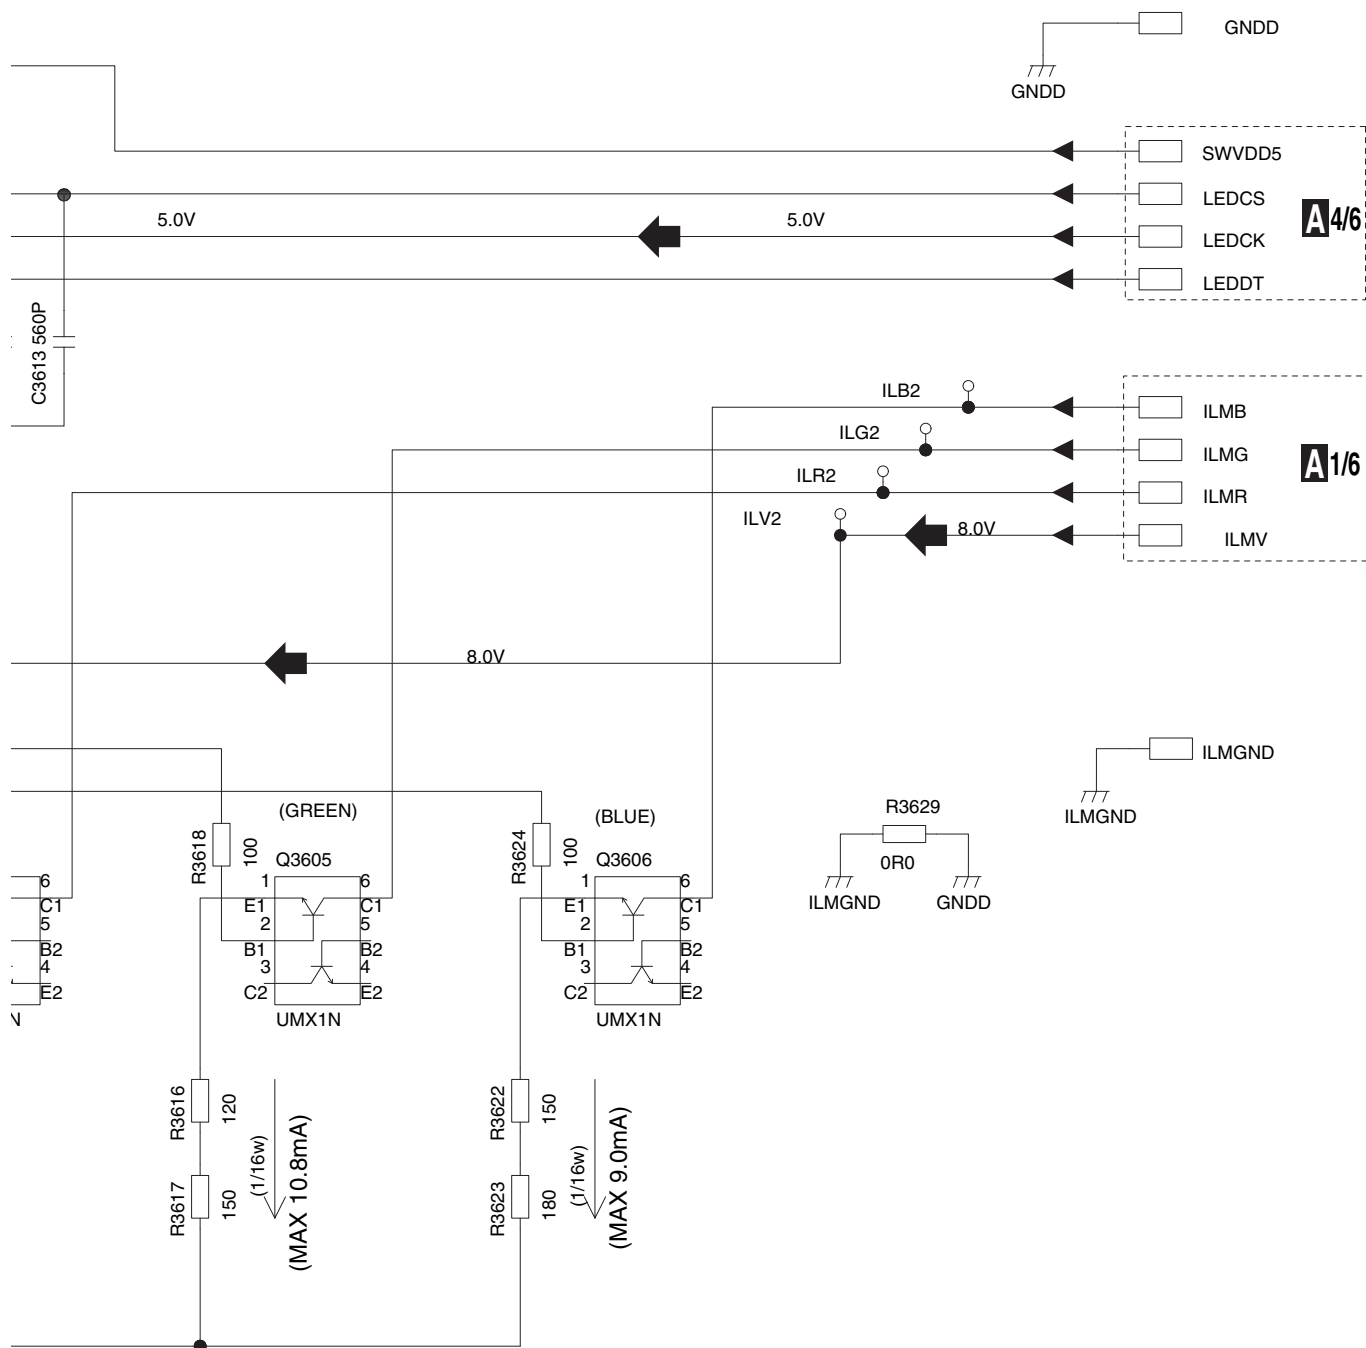 GNDD
GNDD
SWVDD5
LEDCS
LEDCK
LEDDT
A 4/6
5.0V
5.0V
C3613 560P
ILB2
ILG2
ILR2
ILV2
8.0V
ILMB
ILMG
ILMR
ILMV
A 1/6
8.0V
ILMGND
ILMGND
R3629
0R0
ILMGND
GNDD
6
C1
5
B2
4
E2
N
(GREEN)
R3618
100
Q3605
1
E1
2
B1
3
C2
6
C1
5
B2
4
E2
UMX1N
(BLUE)
R3624
100
Q3606
1
E1
2
B1
3
C2
6
C1
5
B2
4
E2
UMX1N
R3616
120
R3617
150
(1/16w)
(MAX 10.8mA)
R3622
150
R3623
180
(1/16w)
(MAX 9.0mA)